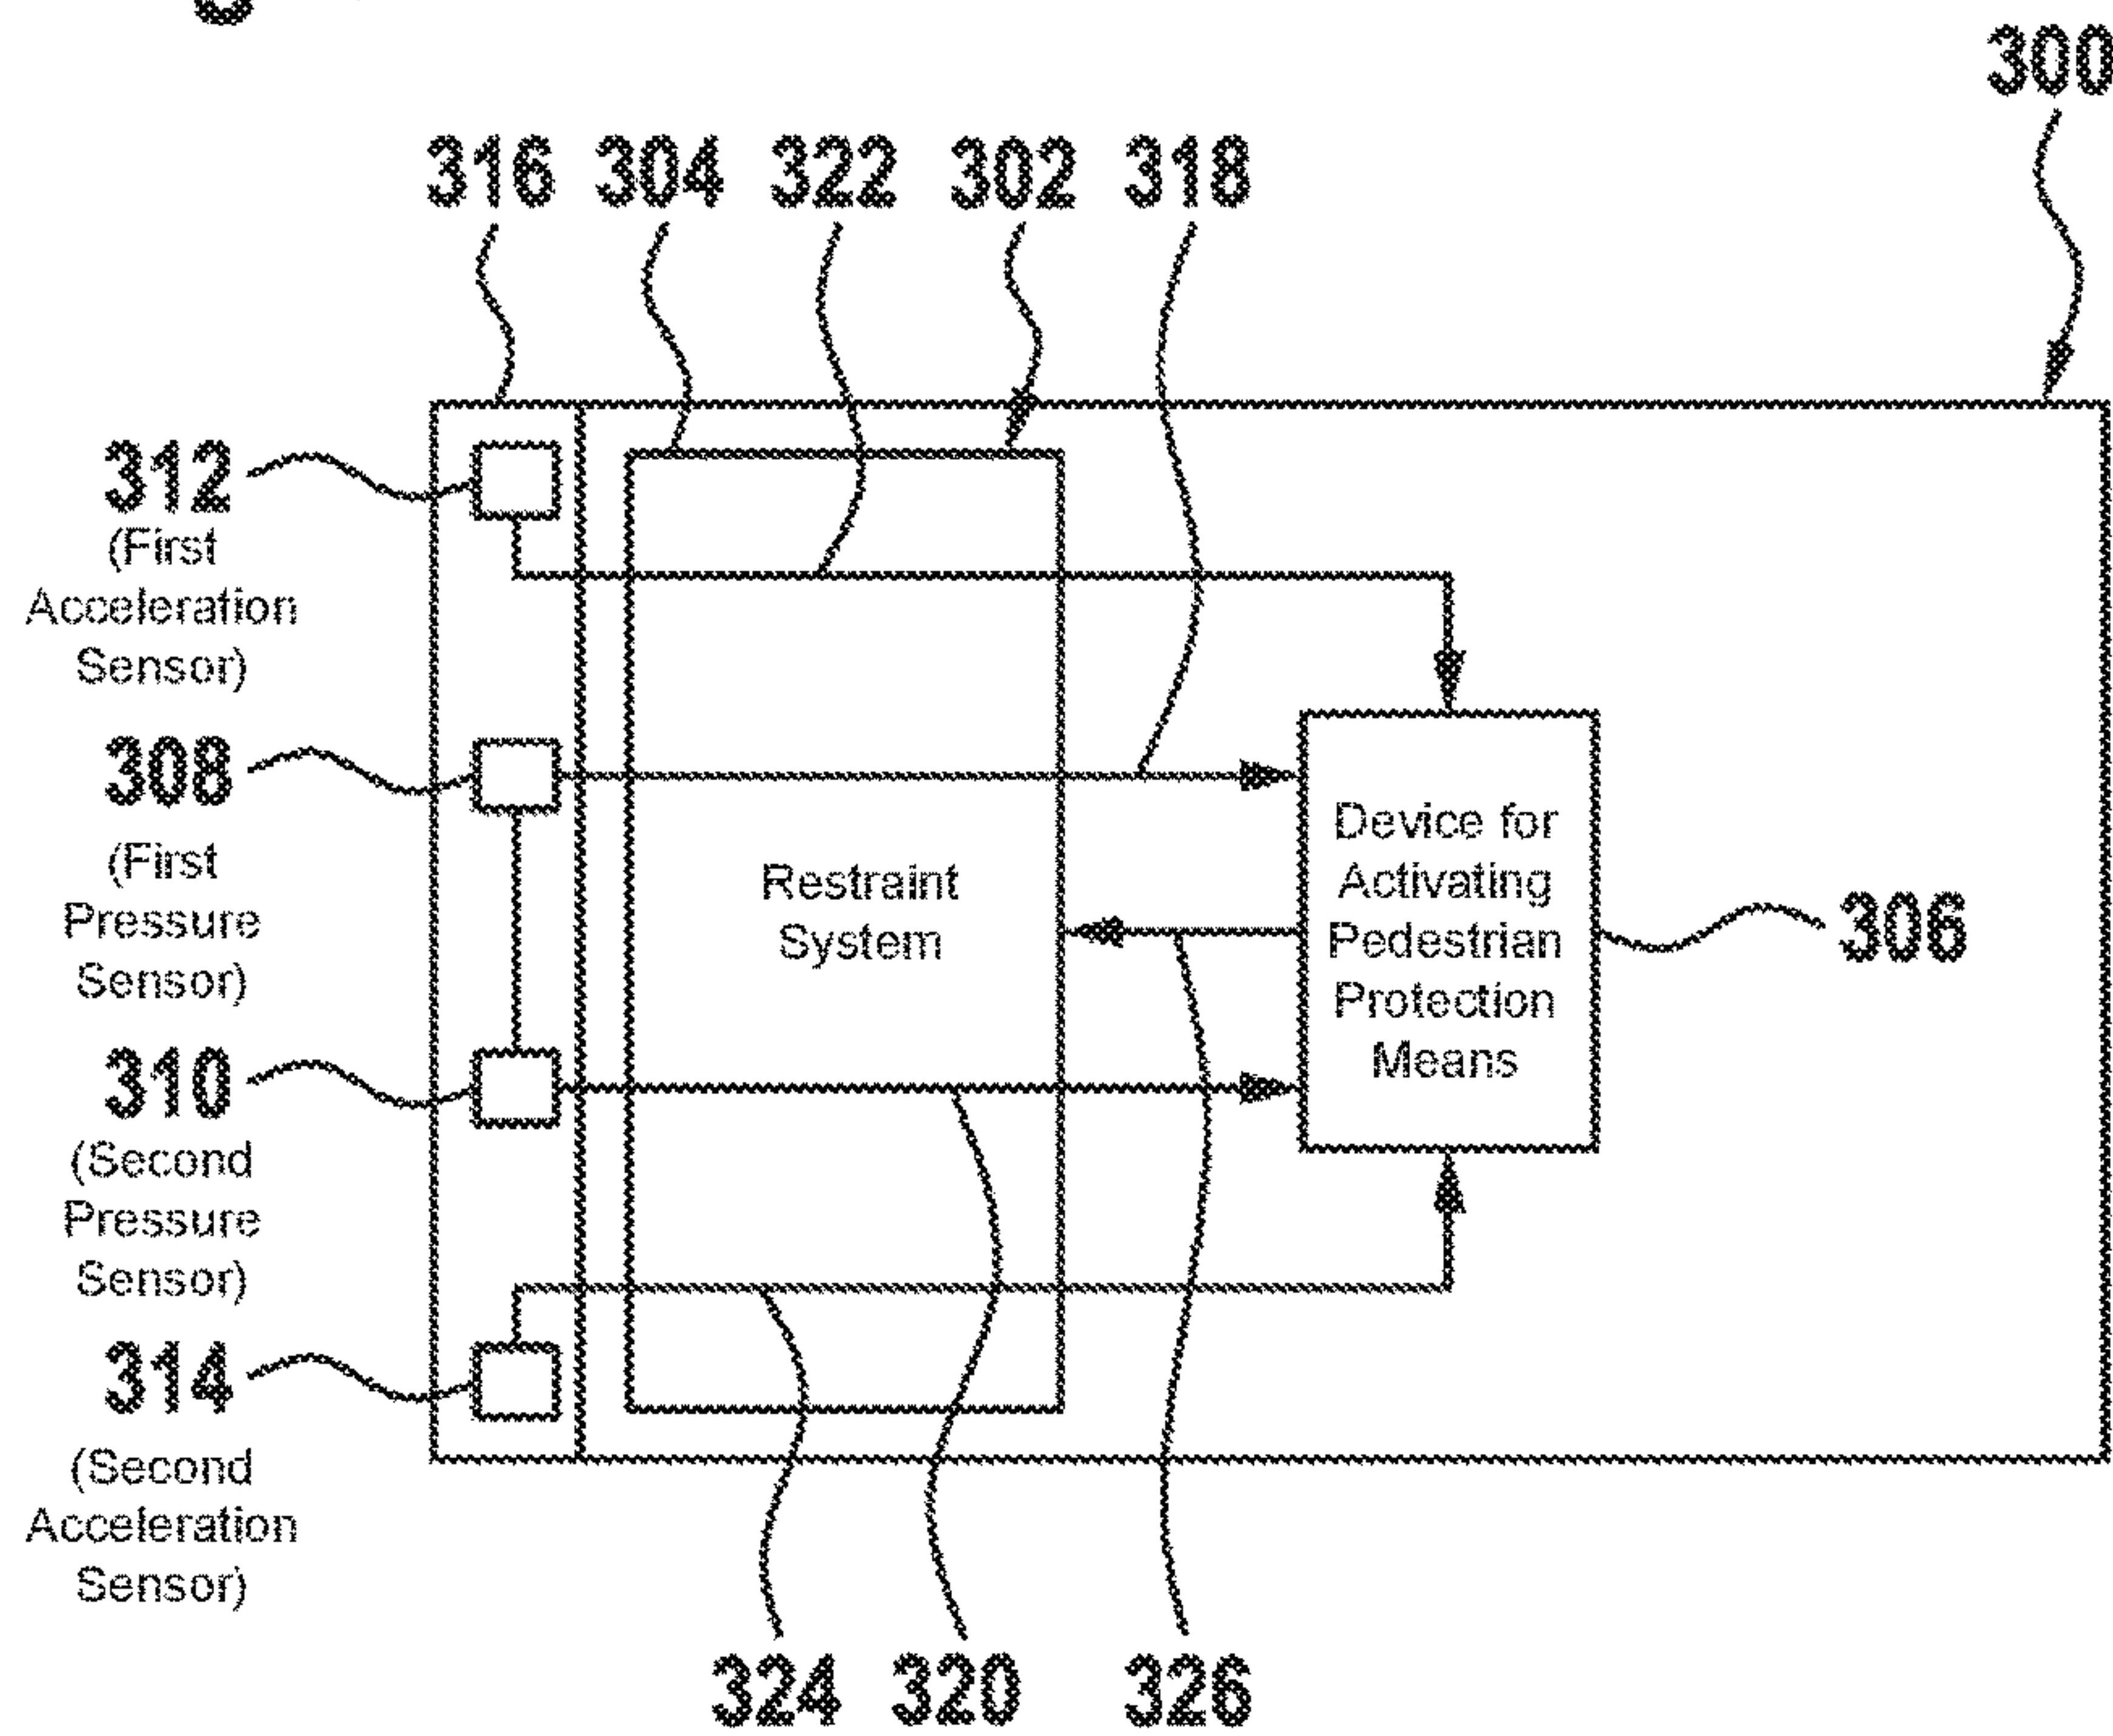 300
316 304 322 302 318
312
(First
Acceleration
Sensor)
308
(First
Pressure
Sensor)
310
(Second
Pressure
Sensor)
314
(Second
Acceleration
Sensor)
Restraint
System
Device for
Activating
Pedestrian
Protection
Means
306
324 320 326